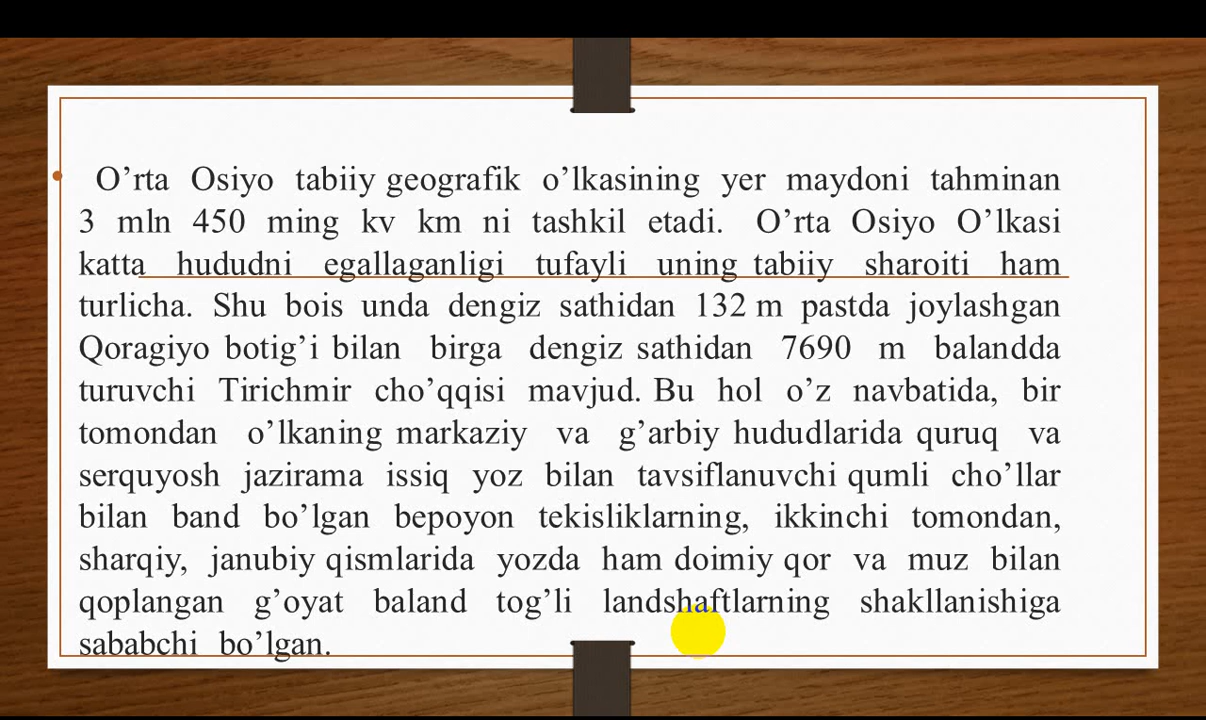 • O’rta Osiyo tabiiy geografik o’lkasining yer maydoni tahminan
3 mln 450 ming kv km ni tashkil etadi. O’rta Osiyo O’lkasi
katta hududni egallaganligi tufayli uning tabiiy sharoiti ham
turlicha. Shu bois unda dengiz sathidan 132 m pastda joylashgan
Qoragiyo botig’i bilan birga dengiz sathidan 7690 m balandda
turuvchi Tirichmir cho’qqisi mavjud. Bu hol o’z navbatida, bir
tomondan o’lkaning markaziy va g’arbiy hududlarida quruq va
serquyosh jazirama issiq yoz bilan tavsiflanuvchi qumli cho’llar
bilan band bo’lgan bepoyon tekisliklarning, ikkinchi tomondan,
sharqiy, janubiy qismlarida yozda ham doimiy qor va muz bilan
qoplangan g’oyat baland tog’li landshaftlarning shakllanishiga
sababchi bo’lgan.